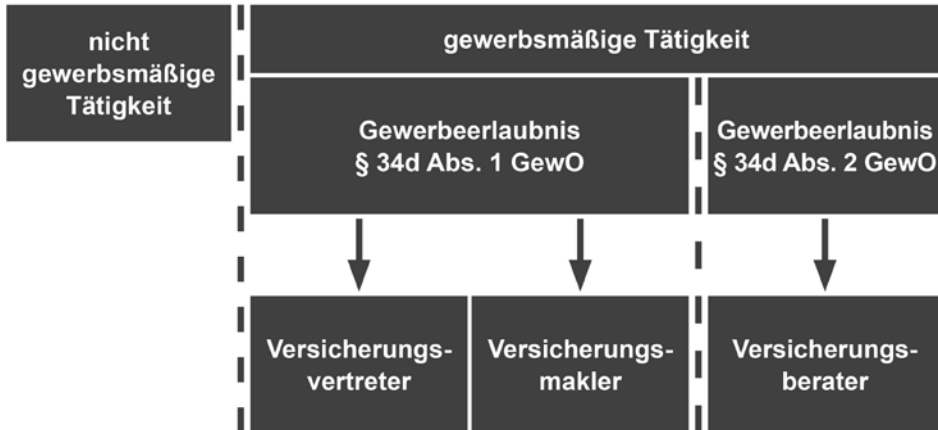 nicht
gewerbsmäßige
Tätigkeit
gewerbsmäßige Tätigkeit
Gewerbeerlaubnis
§ 34d Abs. 1 GewO
Gewerbeerlaubnis
§ 34d Abs. 2 GewO
Versicherungs-
vertreter
Versicherungs-
makler
Versicherungs-
berater